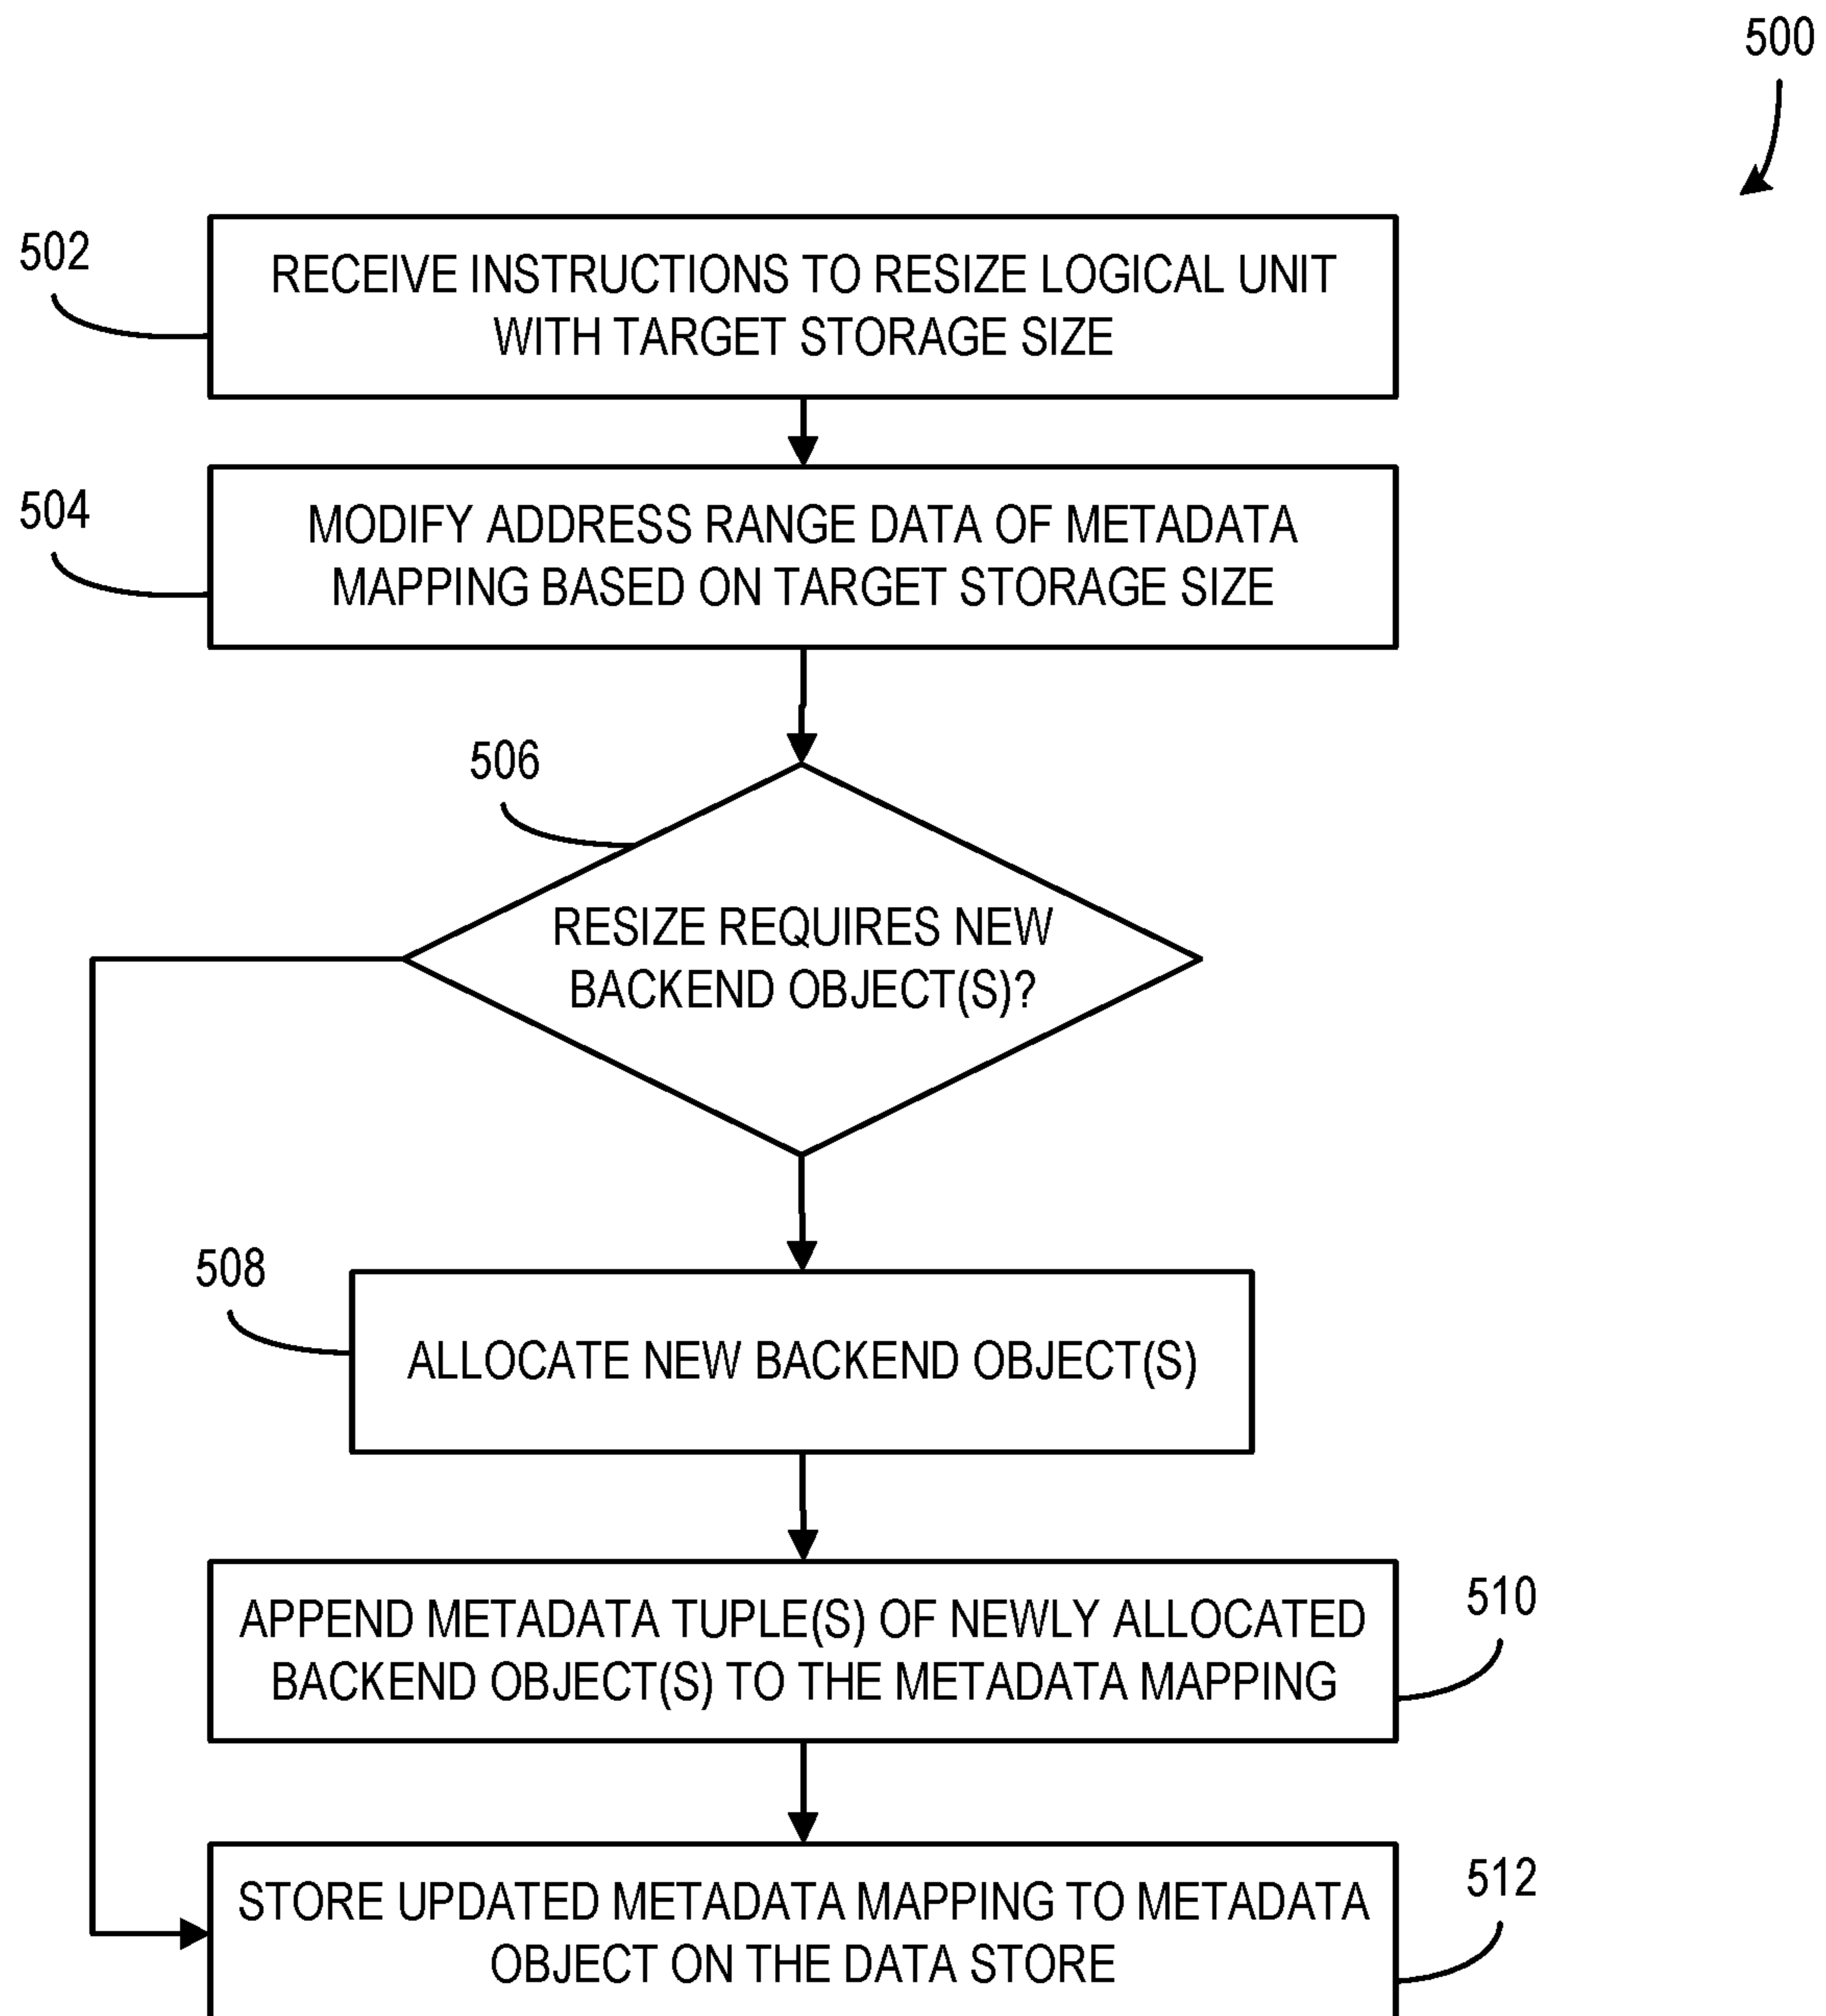 500
502
RECEIVE INSTRUCTIONS TO RESIZE LOGICAL UNIT
WITH TARGET STORAGE SIZE
504
MODIFY ADDRESS RANGE DATA OF METADATA
MAPPING BASED ON TARGET STORAGE SIZE
506
RESIZE REQUIRES NEW
BACKEND OBJECT(S)?
508
ALLOCATE NEW BACKEND OBJECT(S)
510
APPEND METADATA TUPLE(S) OF NEWLY ALLOCATED
BACKEND OBJECT(S) TO THE METADATA MAPPING
512
STORE UPDATED METADATA MAPPING TO METADATA
OBJECT ON THE DATA STORE